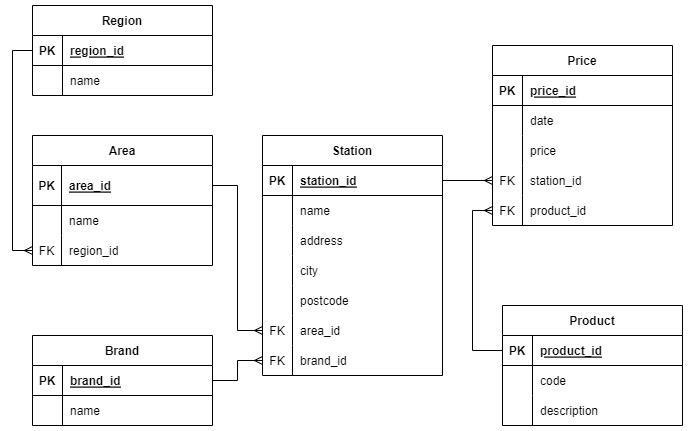 Region
PK region_id
name
Area
PK area_id
name
FK region_id
Brand
PK brand_id
name
Station
PK station_id
name
address
city
postcode
FK area_id
FK brand_id
Price
PK price_id
date
price
FK station_id
FK product_id
Product
PK product_id
code
description